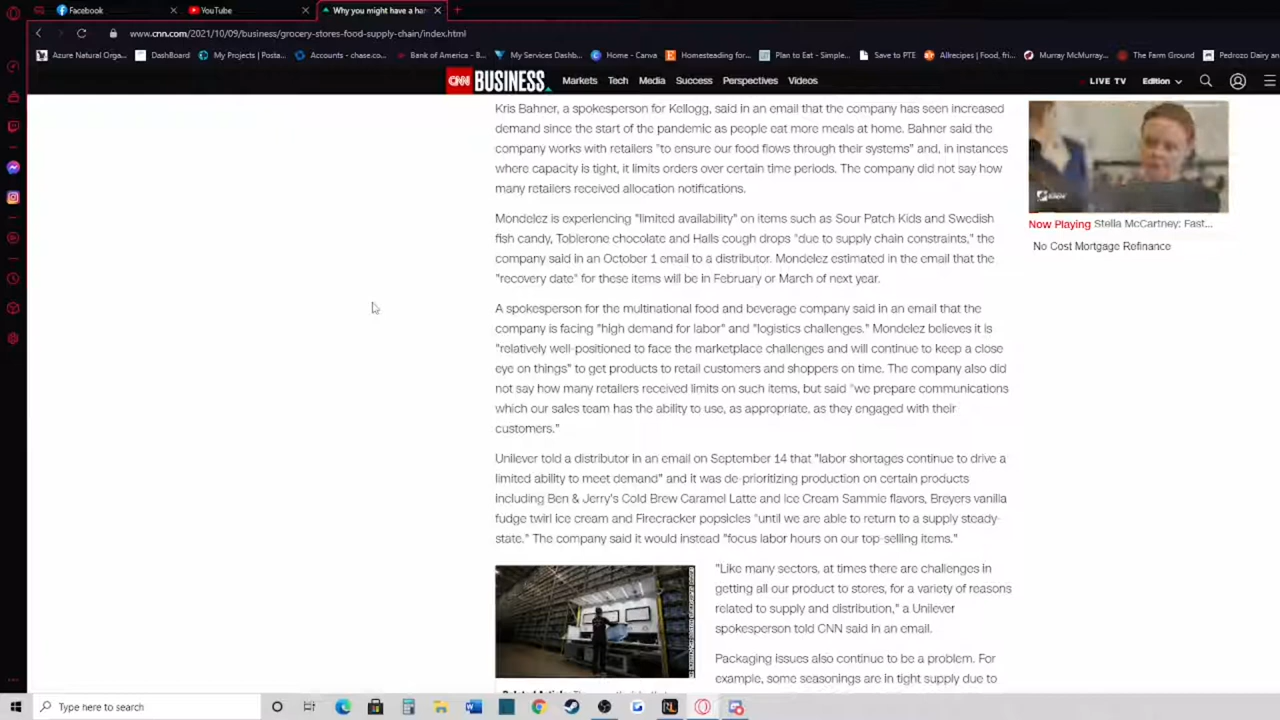 Facebook
YouTube
Why you might have a har
www.cnn.com/2021/10/09/business/grocery-stores-food-supply-chain/index.html
Azure Natural Orga...
DashBoard
My Projects | Posta...
Accounts - chase.co...
Bank of America - B...
My Services Dashb...
Home - Canva
Homesteading for...
Plan to Eat - Simple...
Save to PTE
Allrecipes | Food, fri...
Murray McMurray...
The Farm Ground
Pedrozo Dairy an
CNN BUSINESS
Markets
Tech
Media
Success
Perspectives
Videos
LIVE TV
Edition
Kris Bahner, a spokesperson for Kellogg, said in an email that the company has seen increased
demand since the start of the pandemic as people eat more meals at home. Bahner said the
company works with retailers "to ensure our food flows through their systems" and, in instances
where capacity is tight, it limits orders over certain time periods. The company did not say how
many retailers received allocation notifications.
Mondelez is experiencing "limited availability" on items such as Sour Patch Kids and Swedish
fish candy, Toblerone chocolate and Halls cough drops "due to supply chain constraints," the
company said in an October 1 email to a distributor. Mondelez estimated in the email that the
"recovery date" for these items will be in February or March of next year.
A spokesperson for the multinational food and beverage company said in an email that the
company is facing "high demand for labor" and "logistics challenges." Mondelez believes it is
"relatively well-positioned to face the marketplace challenges and will continue to keep a close
eye on things" to get products to retail customers and shoppers on time. The company also did
not say how many retailers received limits on such items, but said "we prepare communications
which our sales team has the ability to use, as appropriate, as they engaged with their
customers."
Unilever told a distributor in an email on September 14 that "labor shortages continue to drive a
limited ability to meet demand" and it was de-prioritizing production on certain products
including Ben & Jerry's Cold Brew Caramel Latte and Ice Cream Sammie flavors, Breyers vanilla
fudge twirl ice cream and Firecracker popsicles "until we are able to return to a supply steady-
state." The company said it would instead "focus labor hours on our top-selling items."
"Like many sectors, at times there are challenges in
getting all our product to stores, for a variety of reasons
related to supply and distribution," a Unilever
spokesperson told CNN said in an email.
Packaging issues also continue to be a problem. For
example, some seasonings are in tight supply due to
Now Playing Stella McCartney: Fast...
No Cost Mortgage Refinance
Type here to search